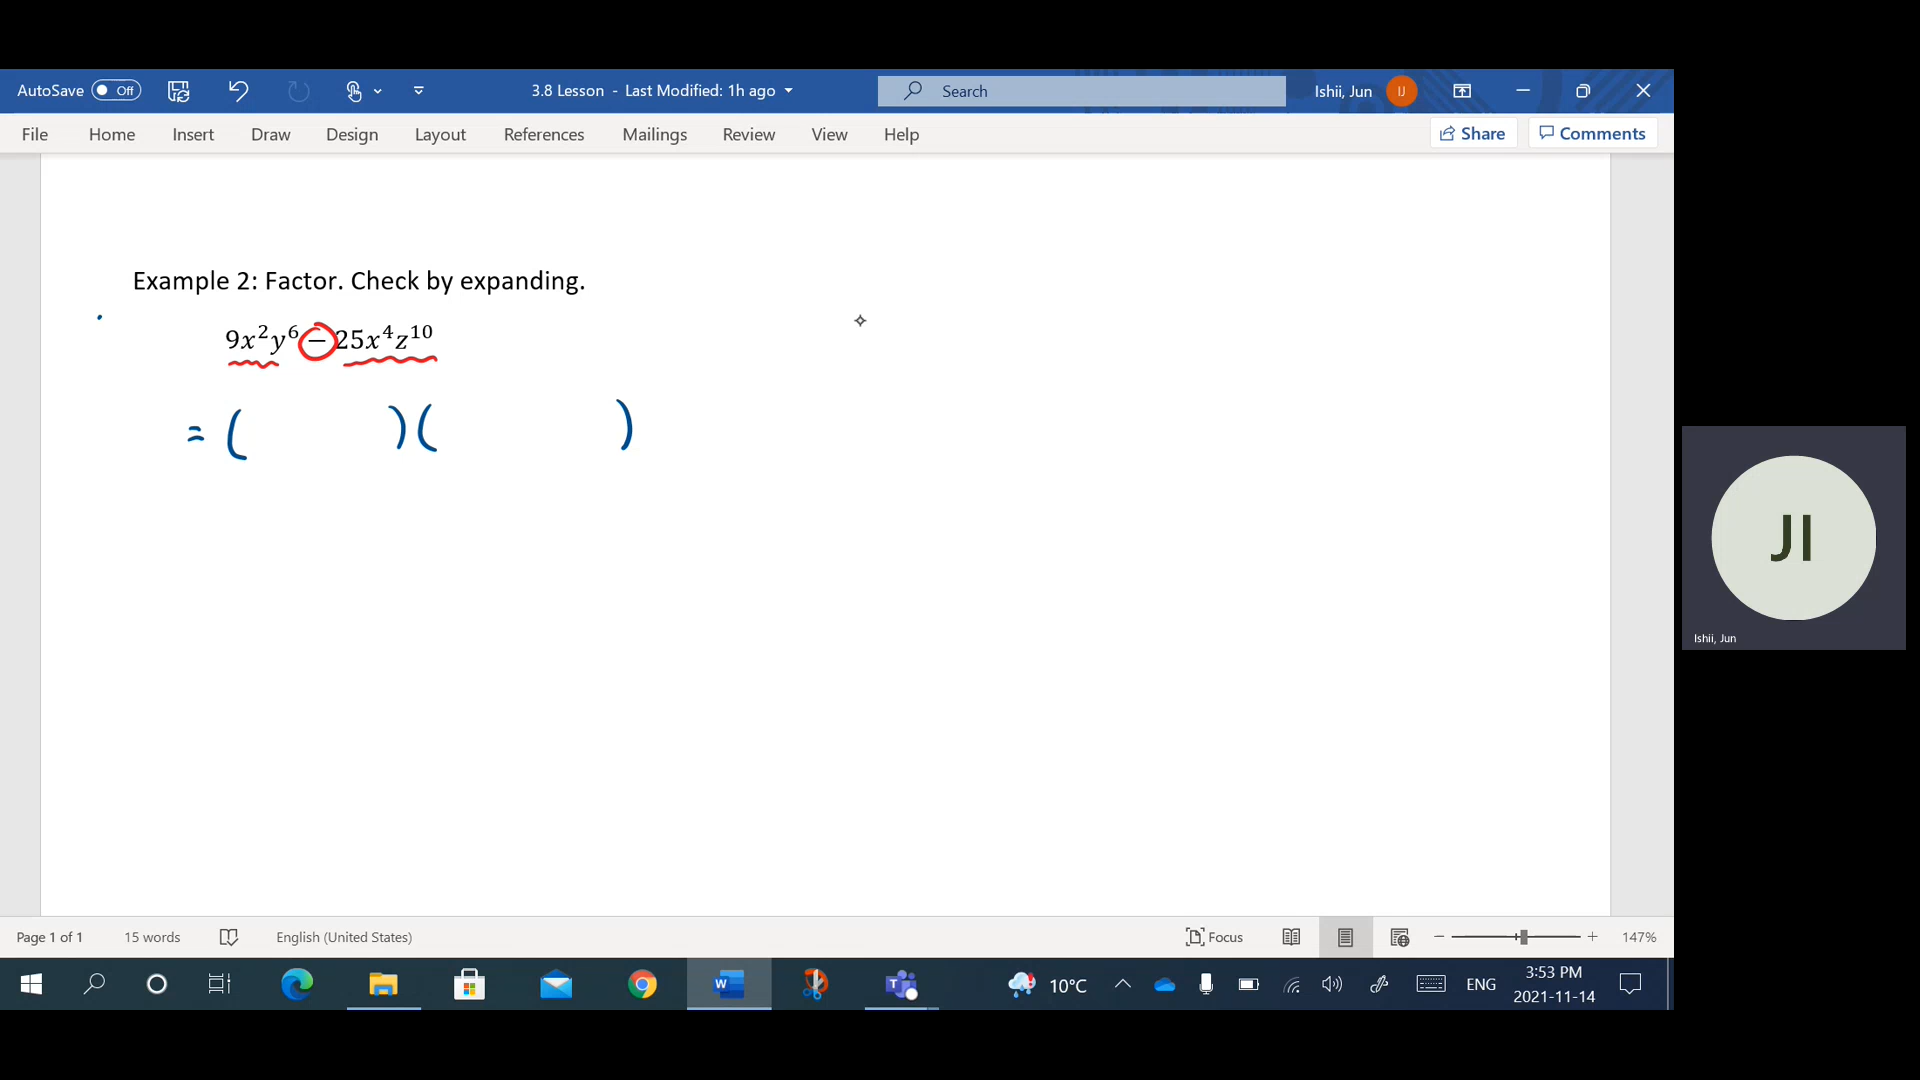 AutoSave Off 3.8 Lesson - Last Modified: 1h ago Search Ishii, Jun IJ
File Home Insert Draw Design Layout References Mailings Review View Help Share Comments
Example 2: Factor. Check by expanding.
9x²y⁶ − 25x⁴z¹⁰
= ( ) ( )
JI
Ishii, Jun
Page 1 of 1 15 words English (United States) Focus 147%
10°C ENG 3:53 PM
2021-11-14